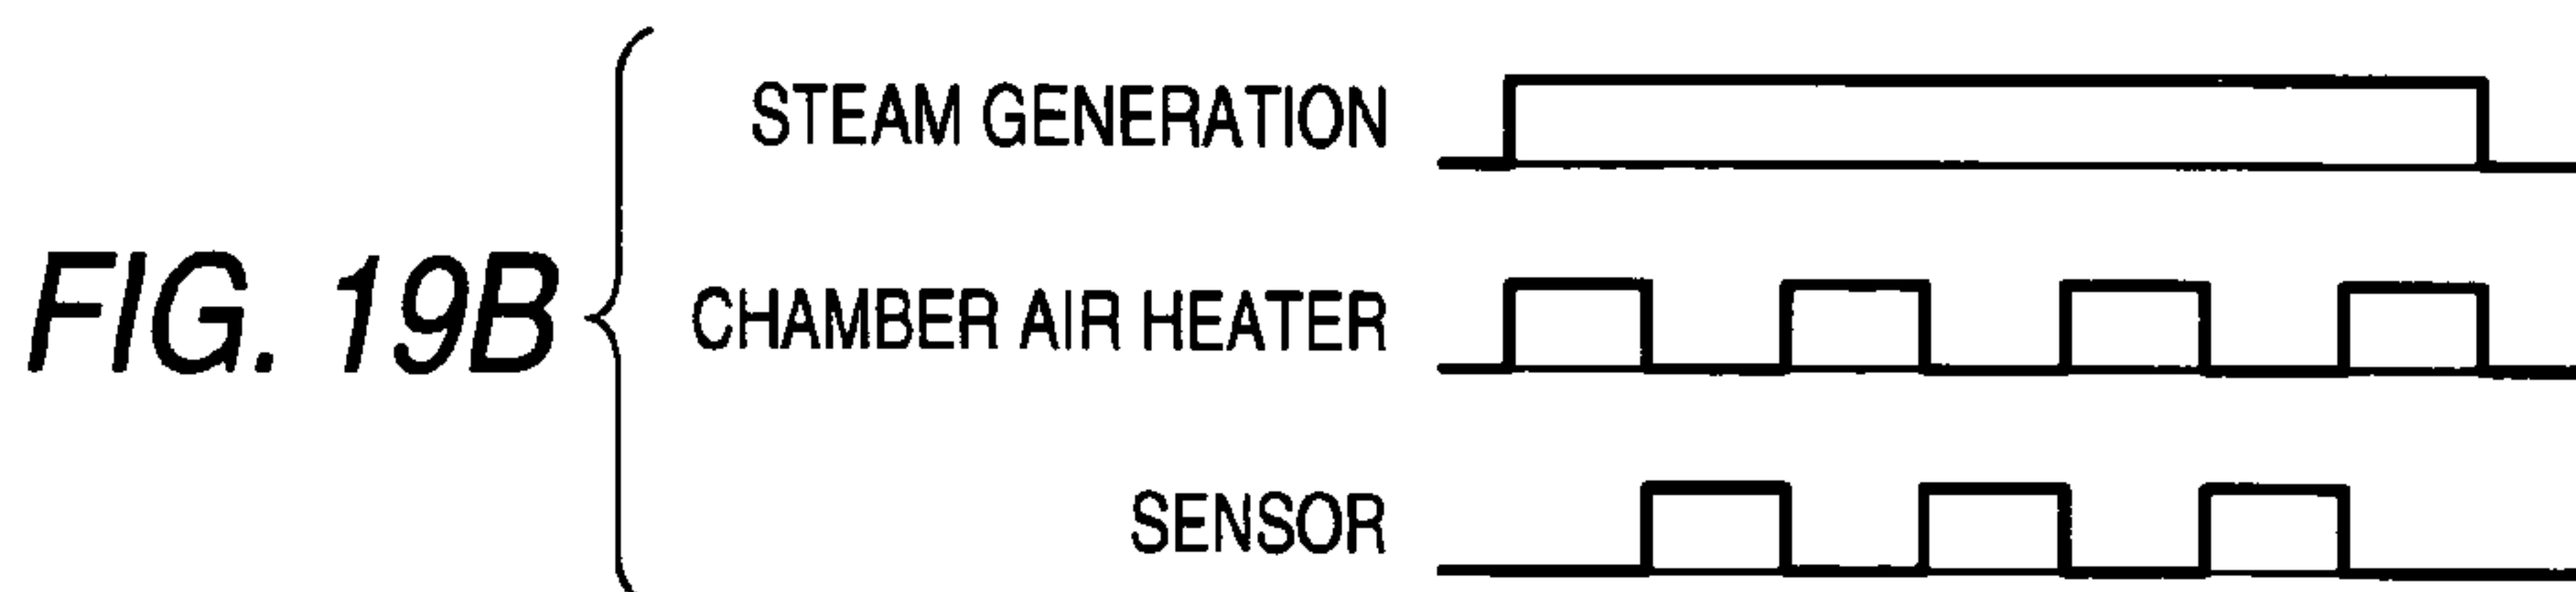 FIG. 19B
STEAM GENERATION
CHAMBER AIR HEATER
SENSOR